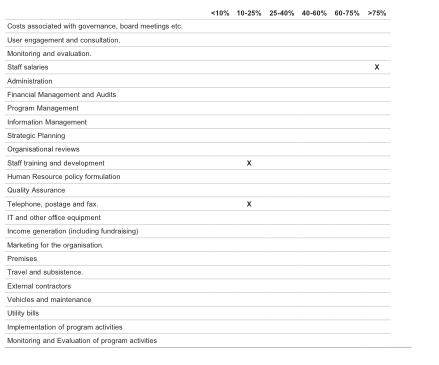 <10% 10-25% 25-40% 40-60% 60-75% >75%
Costs associated with governance, board meetings etc.
User engagement and consultation.
Monitoring and evaluation.
Staff salaries X
Administration
Financial Management and Audits
Program Management
Information Management
Strategic Planning
Organisational reviews
Staff training and development X
Human Resource policy formulation
Quality Assurance
Telephone, postage and fax. X
IT and other office equipment
Income generation (including fundraising)
Marketing for the organisation.
Premises
Travel and subsistence.
External contractors
Vehicles and maintenance
Utility bills
Implementation of program activities
Monitoring and Evaluation of program activities